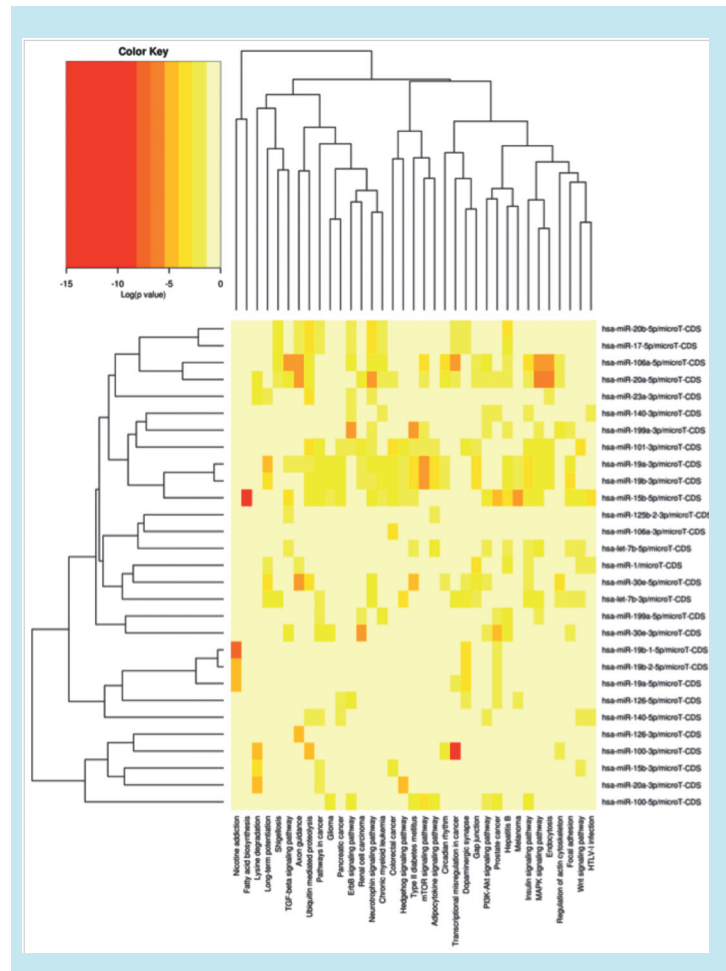 Color Key
-15
-10
-5
0
Log(p value)
hsa-miR-20b-5p/microT-CDS
hsa-miR-17-5p/microT-CDS
hsa-miR-106a-5p/microT-CDS
hsa-miR-20a-5p/microT-CDS
hsa-miR-23a-3p/microT-CDS
hsa-miR-140-3p/microT-CDS
hsa-miR-199a-3p/microT-CDS
hsa-miR-101-3p/microT-CDS
hsa-miR-19a-3p/microT-CDS
hsa-miR-19b-3p/microT-CDS
hsa-miR-15b-5p/microT-CDS
hsa-miR-125b-2-3p/microT-CDS
hsa-miR-106a-3p/microT-CDS
hsa-let-7b-5p/microT-CDS
hsa-miR-1/microT-CDS
hsa-miR-30e-5p/microT-CDS
hsa-let-7b-3p/microT-CDS
hsa-miR-199a-5p/microT-CDS
hsa-miR-30e-3p/microT-CDS
hsa-miR-19b-1-5p/microT-CDS
hsa-miR-19b-2-5p/microT-CDS
hsa-miR-19a-5p/microT-CDS
hsa-miR-126-5p/microT-CDS
hsa-miR-140-5p/microT-CDS
hsa-miR-126-3p/microT-CDS
hsa-miR-100-3p/microT-CDS
hsa-miR-15b-3p/microT-CDS
hsa-miR-20a-3p/microT-CDS
hsa-miR-100-5p/microT-CDS
Nicotine addiction
Fatty acid biosynthesis
Lysine degradation
Long-term potentiation
Shigellosis
TGF-beta signaling pathway
Axon guidance
Ubiquitin mediated proteolysis
Pathways in cancer
Glioma
Pancreatic cancer
ErbB signaling pathway
Renal cell carcinoma
Neurotrophin signaling pathway
Chronic myeloid leukemia
Colorectal cancer
Hedgehog signaling pathway
Type II diabetes mellitus
mTOR signaling pathway
Adipocytokine signaling pathway
Circadian rhythm
Transcriptional misregulation in cancer
Dopaminergic synapse
Gap junction
PI3K-Akt signaling pathway
Prostate cancer
Hepatitis B
Melanoma
Insulin signaling pathway
MAPK signaling pathway
Endocytosis
Regulation of actin cytoskeleton
Focal adhesion
Wnt signaling pathway
HTLV-I infection